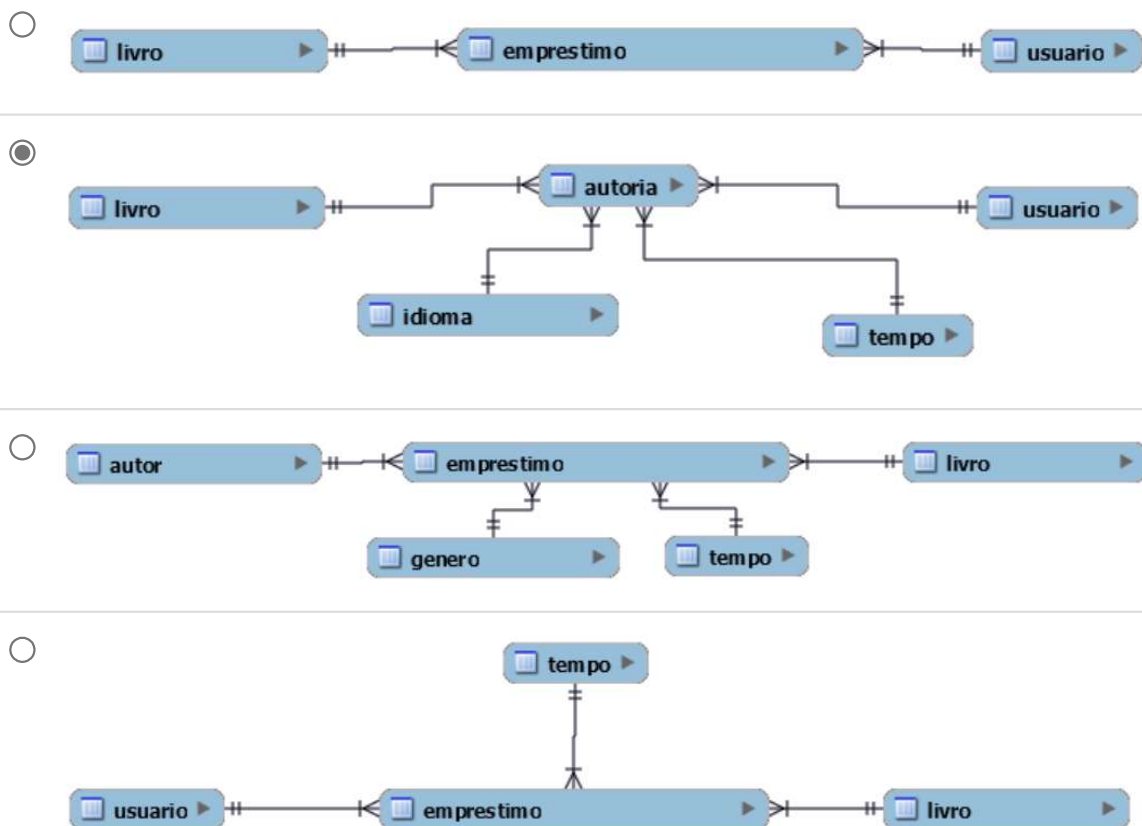 livro emprestimo usuario
livro autoria usuario
idioma tempo
autor emprestimo livro
genero tempo
tempo
usuario emprestimo livro